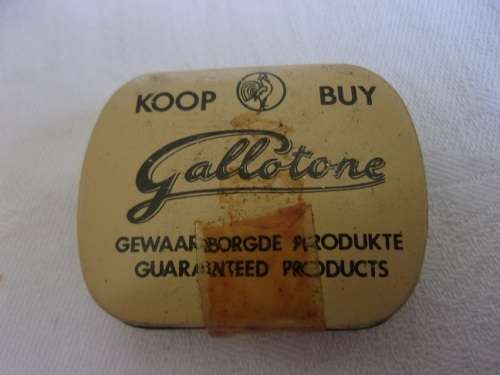 KOOP BUY
Gallotone
GEWAARBORGDE PRODUKTE
GUARANTEED PRODUCTS